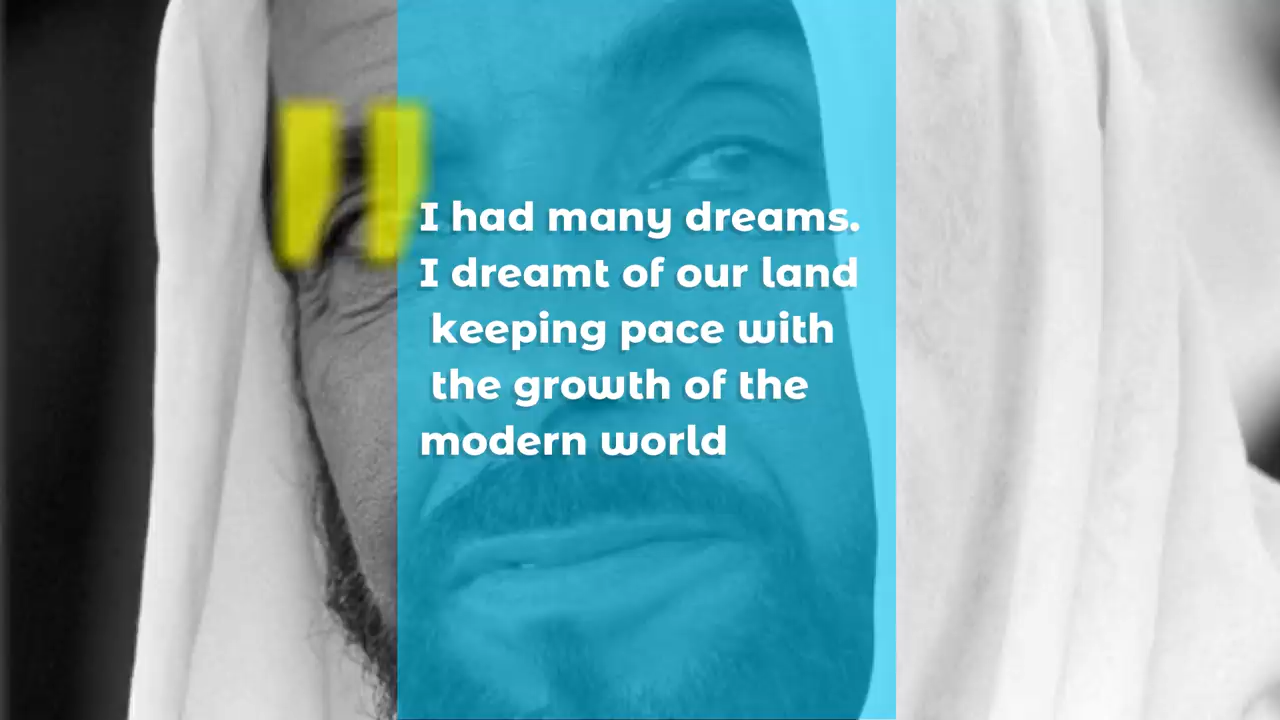 "
I had many dreams.
I dreamt of our land
keeping pace with
the growth of the
modern world